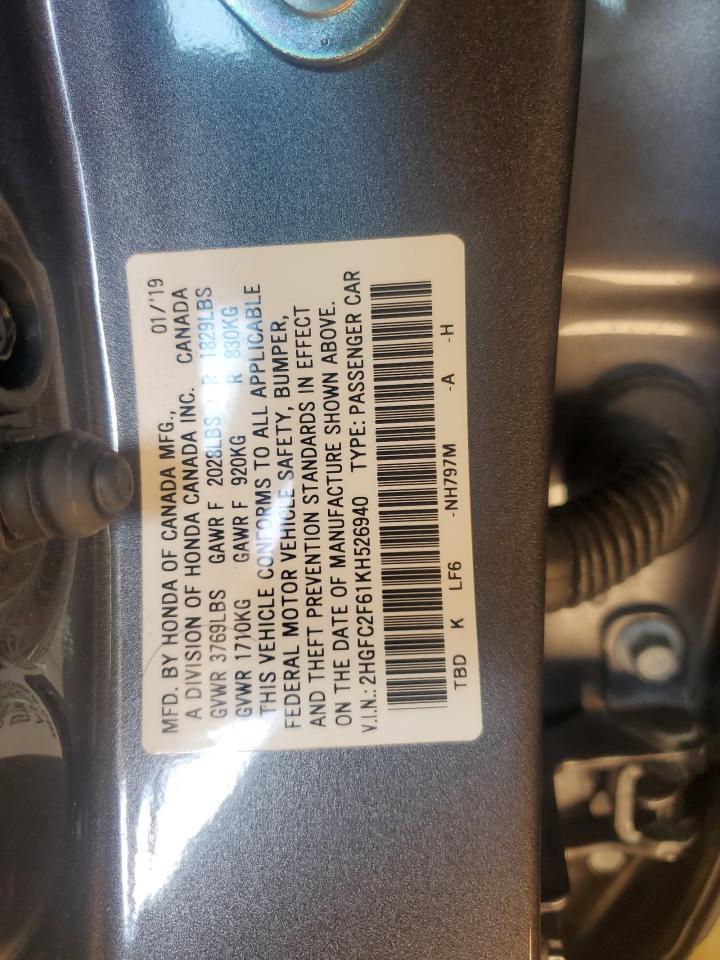 MFD. BY HONDA OF CANADA MFG., 01/'19
A DIVISION OF HONDA CANADA INC. CANADA
GVWR 3769LBS GAWR F 2028LBS R 1829LBS
GVWR 1710KG GAWR F 920KG R 830KG
THIS VEHICLE CONFORMS TO ALL APPLICABLE
FEDERAL MOTOR VEHICLE SAFETY, BUMPER,
AND THEFT PREVENTION STANDARDS IN EFFECT
ON THE DATE OF MANUFACTURE SHOWN ABOVE.
V.I.N.: 2HGFC2F61KH526940 TYPE: PASSENGER CAR
TBD K LF6 -NH797M -A -H